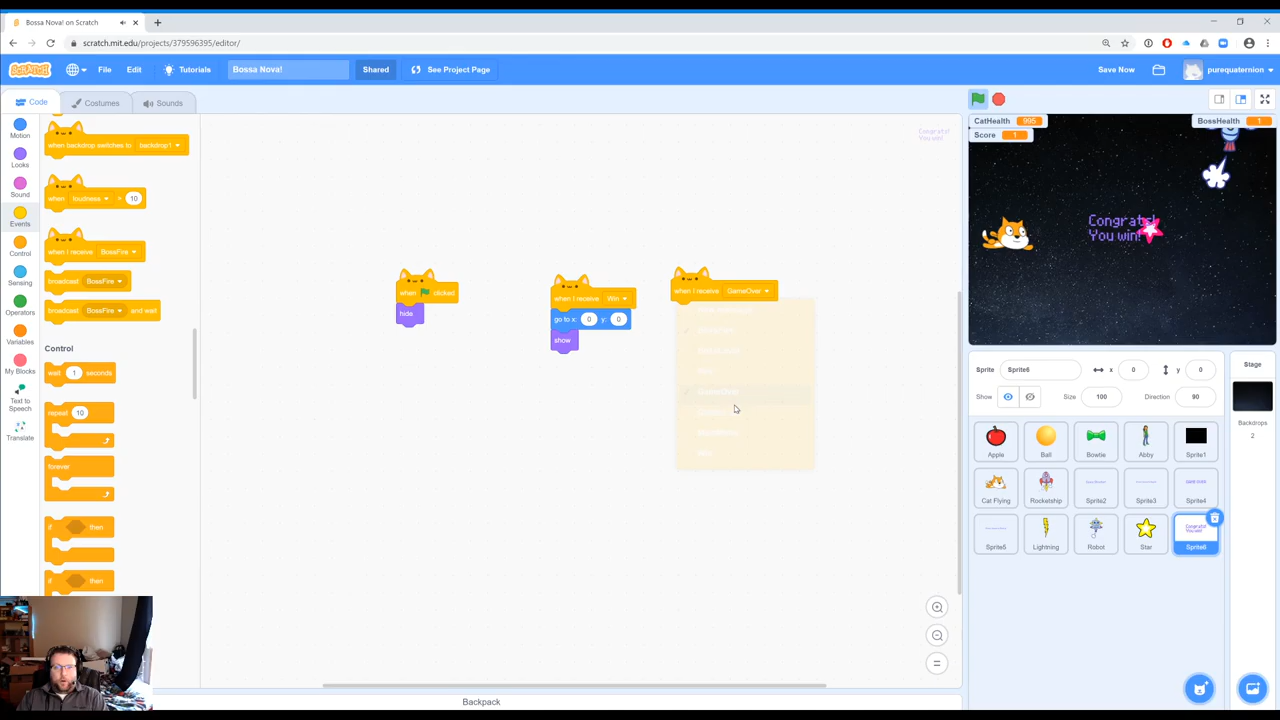 Bossa Nova! on Scratch
scratch.mit.edu/projects/379596395/editor/
SCRATCH
File
Edit
Tutorials
Bossa Nova!
Shared
See Project Page
Save Now
purequaternion
Code
Costumes
Sounds
Motion
Looks
Sound
Events
Control
Sensing
Operators
Variables
My Blocks
Text to
Speech
Translate
when backdrop switches to backdrop1
when loudness > 10
when I receive BossFire
broadcast BossFire
broadcast BossFire and wait
Control
wait 1 seconds
repeat 10
forever
if then
if then
when clicked
hide
when I receive Win
go to x: 0 y: 0
show
when I receive GameOver
Congrats!
You win!
CatHealth 995
Score 1
BossHealth 1
Congrats!
You win!
Sprite Sprite6 x 0 y 0
Show Size 100 Direction 90
Apple
Ball
Bowtie
Abby
Sprite1
Cat Flying
Rocketship
Sprite2
Sprite3
Sprite4
Sprite5
Lightning
Robot
Star
Congrats!
You win!
Sprite6
Stage
Backdrops
2
Backpack